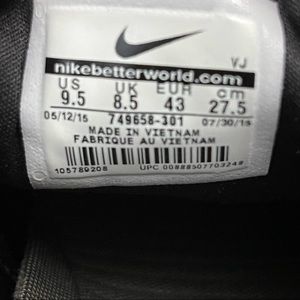 VJ
nikebetterworld.com
US UK EUR cm
9.5 8.5 43 27.5
05/12/15 749658-301 07/30/15
MADE IN VIETNAM
FABRIQUE AU VIETNAM
105789208 UPC